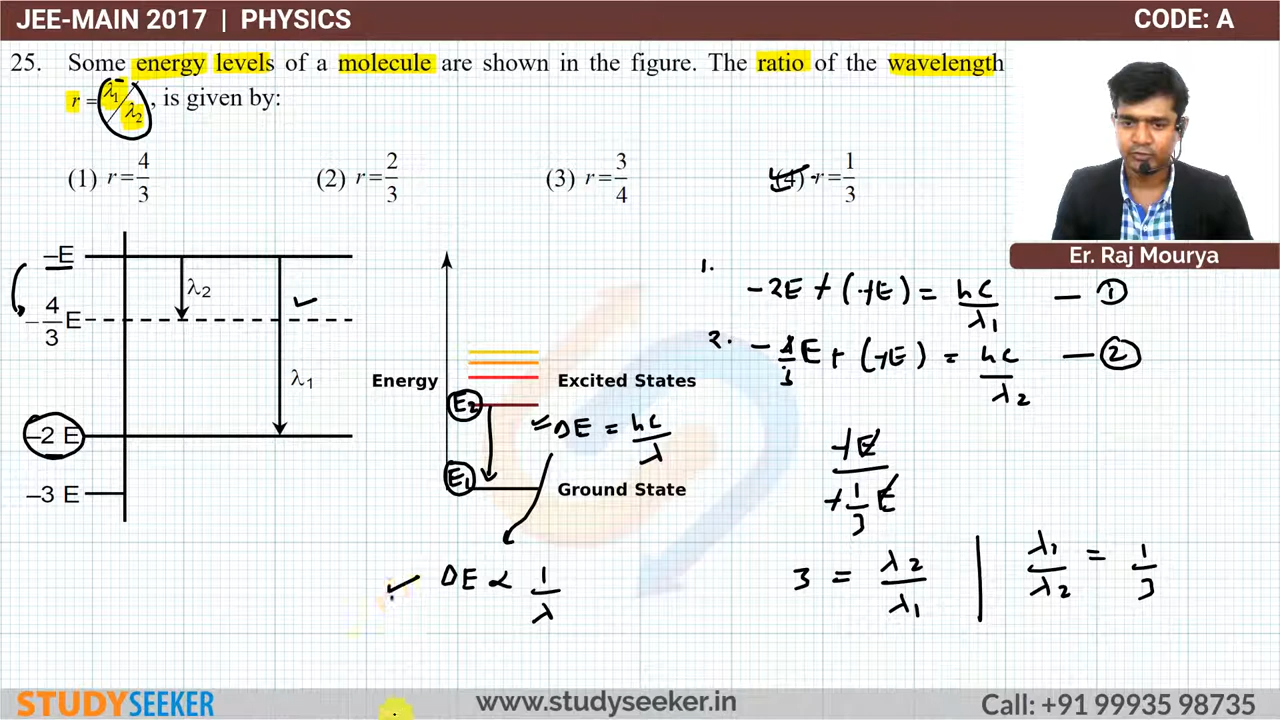 JEE-MAIN 2017 | PHYSICS
CODE: A
25. Some energy levels of a molecule are shown in the figure. The ratio of the wavelength
r = λ₁/λ₂, is given by:
(1) r = 4/3
(2) r = 2/3
(3) r = 3/4
(4) r = 1/3
Er. Raj Mourya
–E
λ₂
–4/3 E
λ₁
–2 E
–3 E
Energy
Excited States
E₂
ΔE = hc/λ
E₁
Ground State
ΔE ∝ 1/λ
1. -2E + (+E) = hc/λ₁ — ①
2. -4/3 E + (+E) = hc/λ₂ — ②
+E
+1/3 E
3 = λ₂/λ₁ | λ₁/λ₂ = 1/3
STUDYSEEKER
www.studyseeker.in
Call: +91 99935 98735